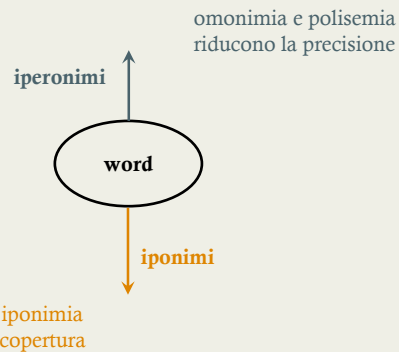 omonimia e polisemia
riducono la precisione
iperonimi
word
iponimi
iponimia
copertura